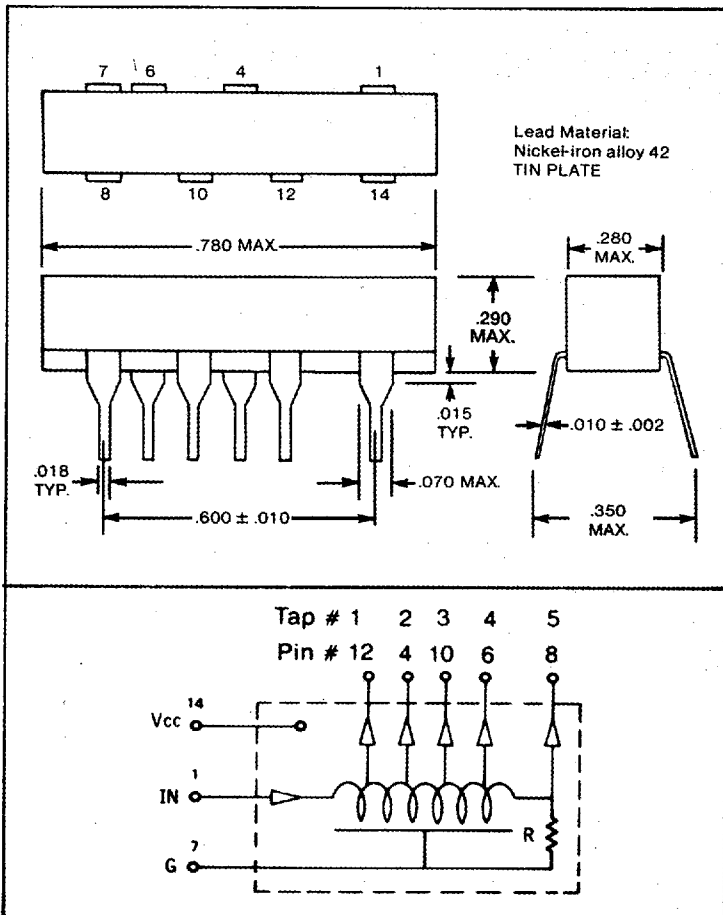 7 6 4 1
8 10 12 14
Lead Material:
Nickel-iron alloy 42
TIN PLATE
.780 MAX.
.280
MAX.
.290
MAX.
.015
TYP.
.010 ± .002
.018
TYP.
.070 MAX.
.600 ± .010
.350
MAX.
Tap # 1 2 3 4 5
Pin # 12 4 10 6 8
14
Vcc
1
IN
R
7
G